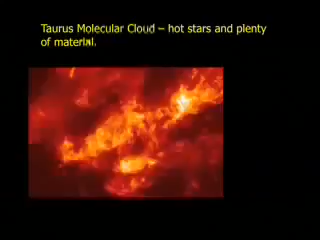 Taurus Molecular Cloud – hot stars and plenty
of material.